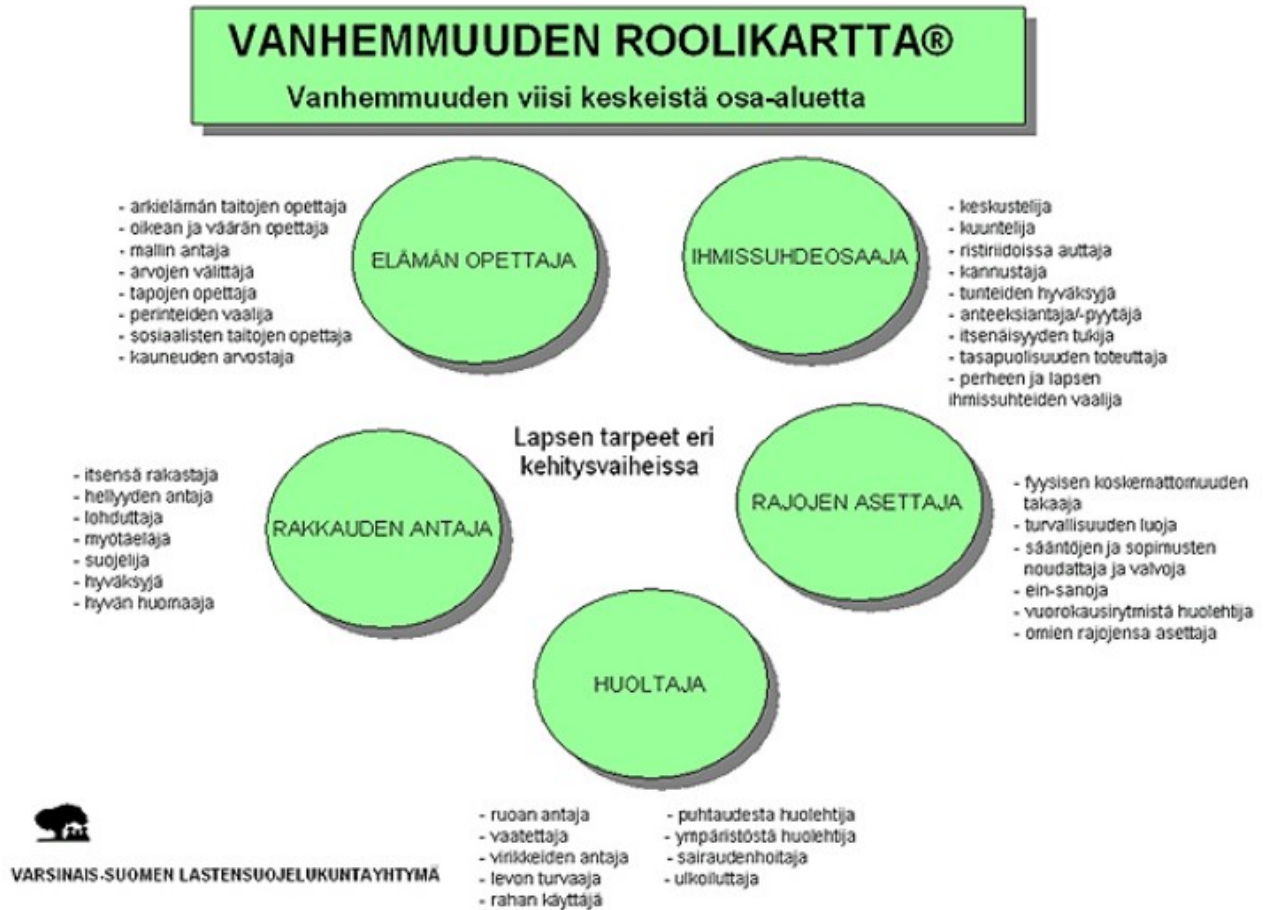 VANHEMMUUDEN ROOLIKARTTA®
Vanhemmuuden viisi keskeistä osa-aluetta
- arkielämän taitojen opettaja
- oikean ja väärän opettaja
- mallin antaja
- arvojen välittäjä
- tapojen opettaja
- perinteiden vaalija
- sosiaalisten taitojen opettaja
- kauneuden arvostaja
ELÄMÄN OPETTAJA
IHMISSUHDEOSAAJA
- keskustelija
- kuuntelija
- ristiriidoissa auttaja
- kannustaja
- tunteiden hyväksyjä
- anteeksiantaja/-pyytäjä
- itsenäisyyden tukija
- tasapuolisuuden toteuttaja
- perheen ja lapsen
ihmissuhteiden vaalija
Lapsen tarpeet eri
kehitysvaiheissa
- itsensä rakastaja
- hellyyden antaja
- lohduttaja
- myötäeläjä
- suojelija
- hyväksyjä
- hyvän huomaaja
RAKKAUDEN ANTAJA
RAJOJEN ASETTAJA
- fyysisen koskemattomuuden
takaaja
- turvallisuuden luoja
- sääntöjen ja sopimusten
noudattaja ja valvoja
- ein-sanoja
- vuorokausirytmistä huolehtija
- omien rajojensa asettaja
HUOLTAJA
- ruoan antaja
- vaatettaja
- virikkeiden antaja
- levon turvaaja
- rahan käyttäjä
- puhtaudesta huolehtija
- ympäristöstä huolehtija
- sairaudenhoitaja
- ulkoiluttaja
VARSINAIS-SUOMEN LASTENSUOJELUKUNTAYHTYMÄ